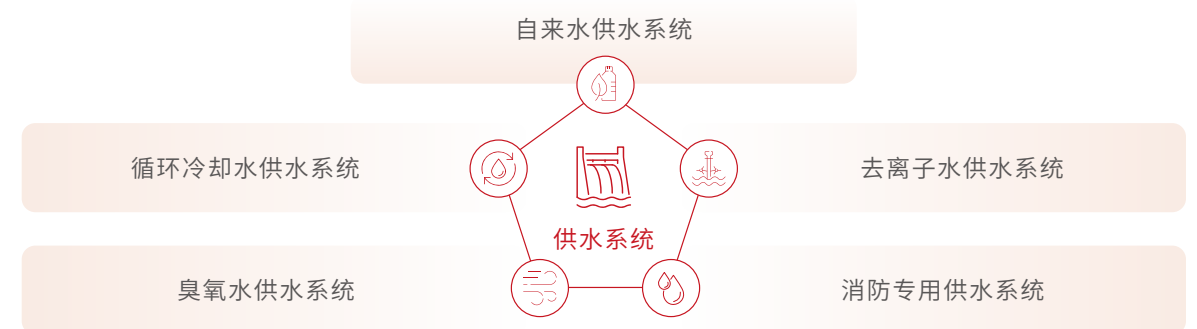 自来水供水系统
循环冷却水供水系统
去离子水供水系统
供水系统
臭氧水供水系统
消防专用供水系统